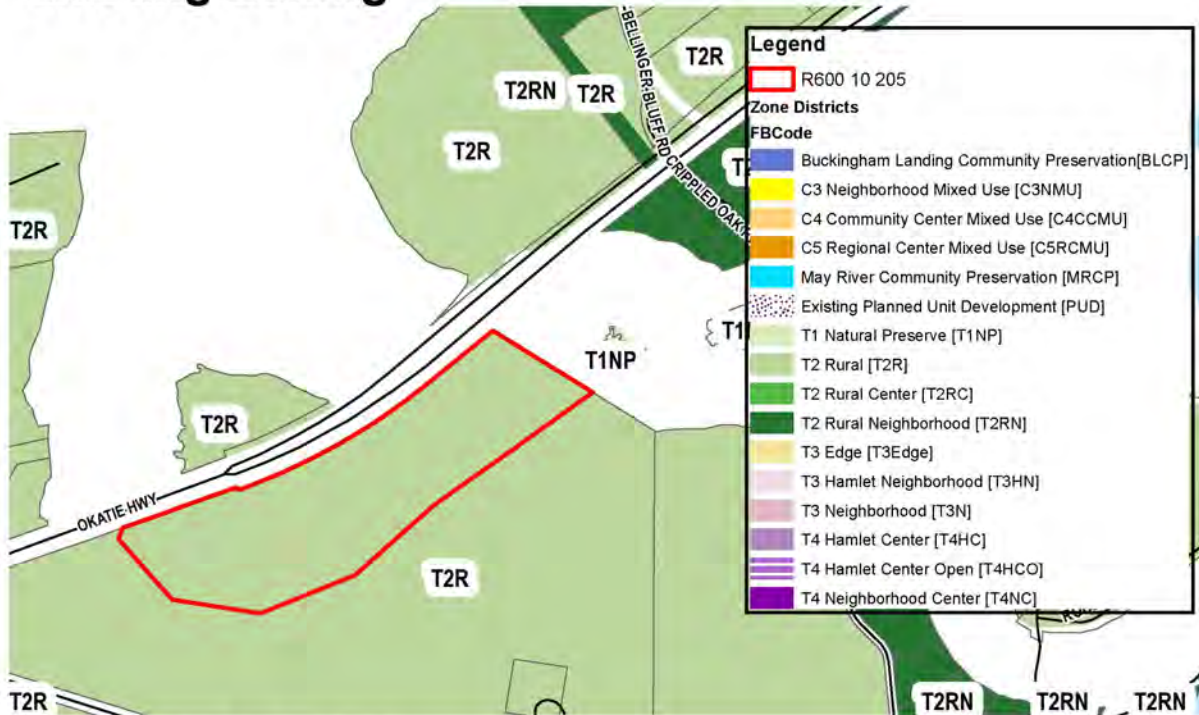 T2R
T2RN
T2R
T2R
T2R
BELLINGER-BLUFF RD
CRIPPLED OAK
T1NP
T2R
OKATIE HWY
T2R
T2R
T2RN
T2RN
T2RN
Legend
R600 10 205
Zone Districts
FBCode
Buckingham Landing Community Preservation[BLCP]
C3 Neighborhood Mixed Use [C3NMU]
C4 Community Center Mixed Use [C4CCMU]
C5 Regional Center Mixed Use [C5RCMU]
May River Community Preservation [MRCP]
Existing Planned Unit Development [PUD]
T1 Natural Preserve [T1NP]
T2 Rural [T2R]
T2 Rural Center [T2RC]
T2 Rural Neighborhood [T2RN]
T3 Edge [T3Edge]
T3 Hamlet Neighborhood [T3HN]
T3 Neighborhood [T3N]
T4 Hamlet Center [T4HC]
T4 Hamlet Center Open [T4HCO]
T4 Neighborhood Center [T4NC]